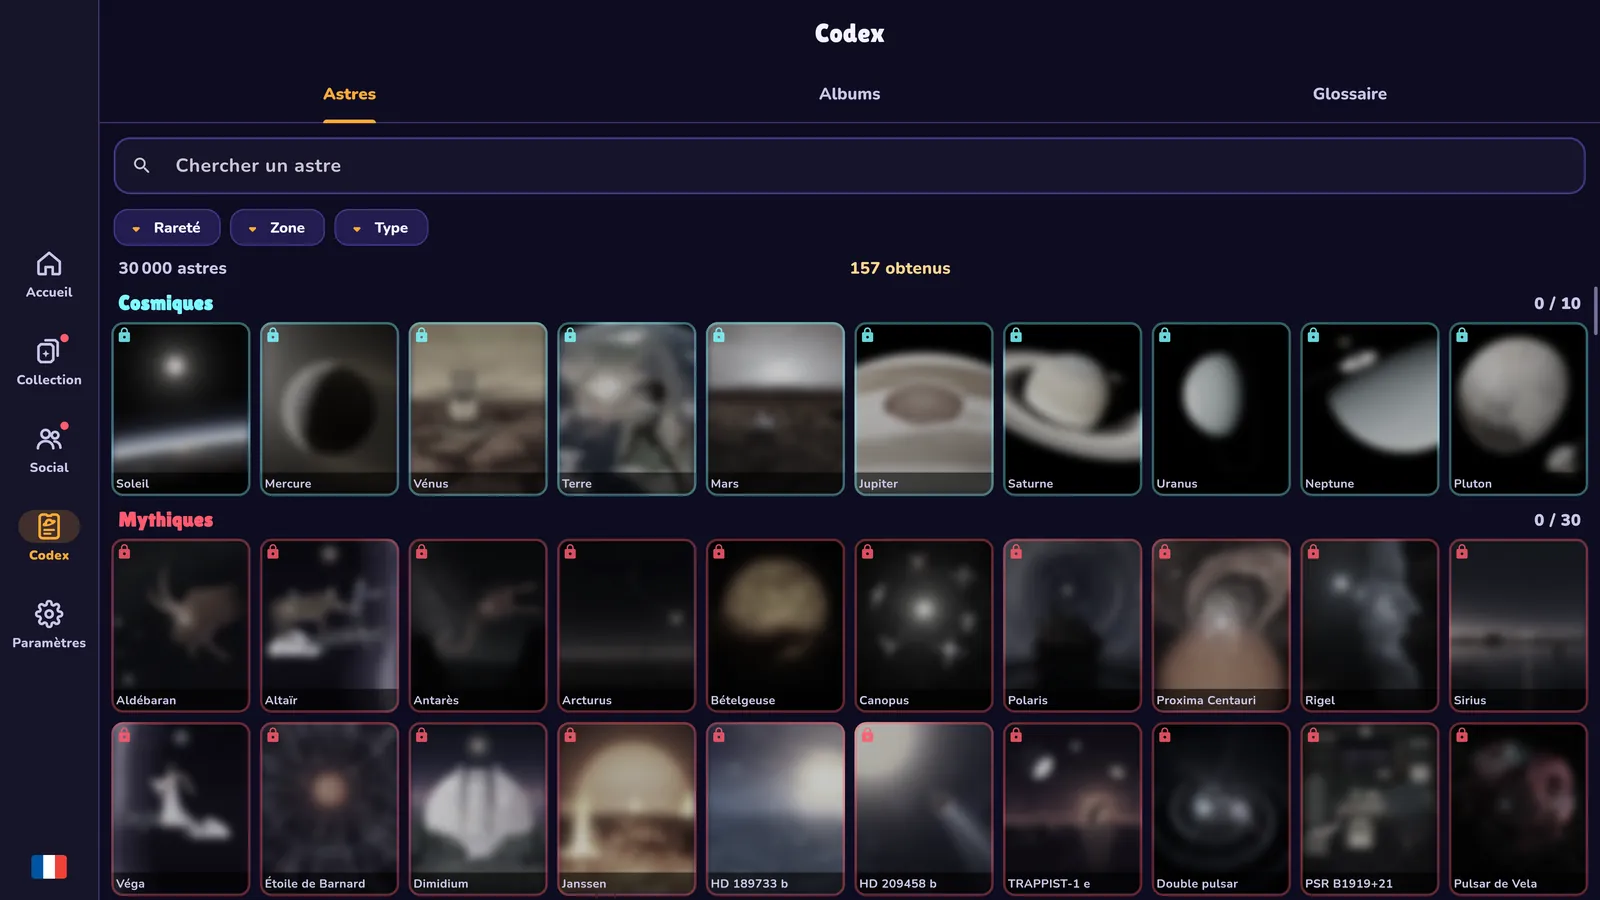 Codex
Astres
Albums
Glossaire
Chercher un astre
Rareté
Zone
Type
30 000 astres
157 obtenus
Cosmiques
0 / 10
Soleil
Mercure
Vénus
Terre
Mars
Jupiter
Saturne
Uranus
Neptune
Pluton
Mythiques
0 / 30
Aldébaran
Altaïr
Antarès
Arcturus
Bételgeuse
Canopus
Polaris
Proxima Centauri
Rigel
Sirius
Véga
Étoile de Barnard
Dimidium
Janssen
HD 189733 b
HD 209458 b
TRAPPIST-1 e
Double pulsar
PSR B1919+21
Pulsar de Vela
Accueil
Collection
Social
Codex
Paramètres